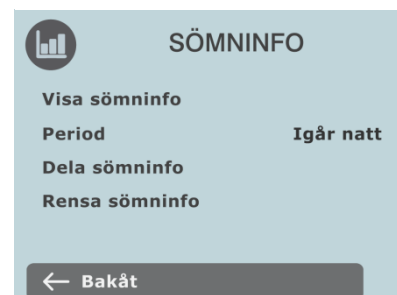 SÖMNINFO
Visa sömninfo
Period Igår natt
Dela sömninfo
Rensa sömninfo
← Bakåt